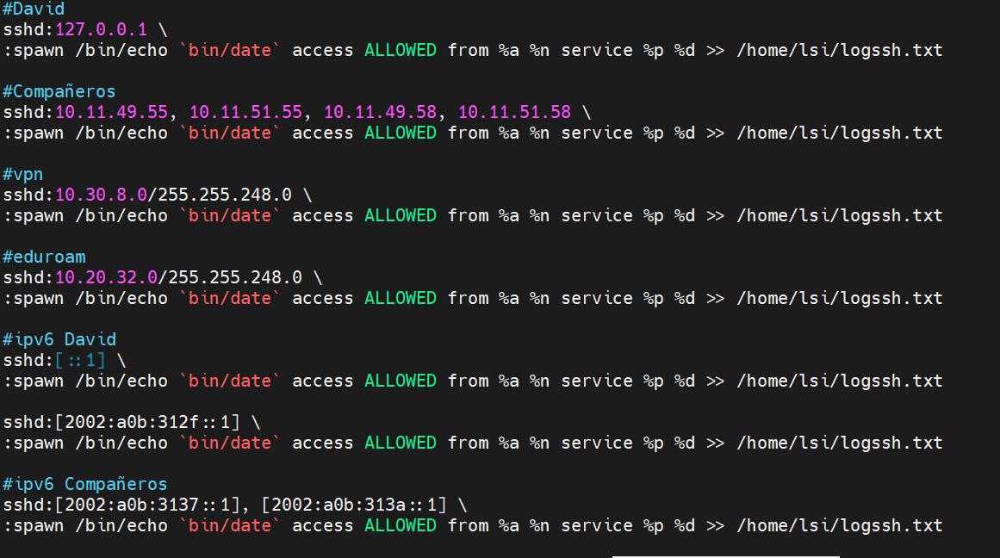 #David
sshd:127.0.0.1 \
:spawn /bin/echo `bin/date` access ALLOWED from %a %n service %p %d >> /home/lsi/logssh.txt
#Compañeros
sshd:10.11.49.55, 10.11.51.55, 10.11.49.58, 10.11.51.58 \
:spawn /bin/echo `bin/date` access ALLOWED from %a %n service %p %d >> /home/lsi/logssh.txt
#vpn
sshd:10.30.8.0/255.255.248.0 \
:spawn /bin/echo `bin/date` access ALLOWED from %a %n service %p %d >> /home/lsi/logssh.txt
#eduroam
sshd:10.20.32.0/255.255.248.0 \
:spawn /bin/echo `bin/date` access ALLOWED from %a %n service %p %d >> /home/lsi/logssh.txt
#ipv6 David
sshd:[::1] \
:spawn /bin/echo `bin/date` access ALLOWED from %a %n service %p %d >> /home/lsi/logssh.txt
sshd:[2002:a0b:312f::1] \
:spawn /bin/echo `bin/date` access ALLOWED from %a %n service %p %d >> /home/lsi/logssh.txt
#ipv6 Compañeros
sshd:[2002:a0b:3137::1], [2002:a0b:313a::1] \
:spawn /bin/echo `bin/date` access ALLOWED from %a %n service %p %d >> /home/lsi/logssh.txt